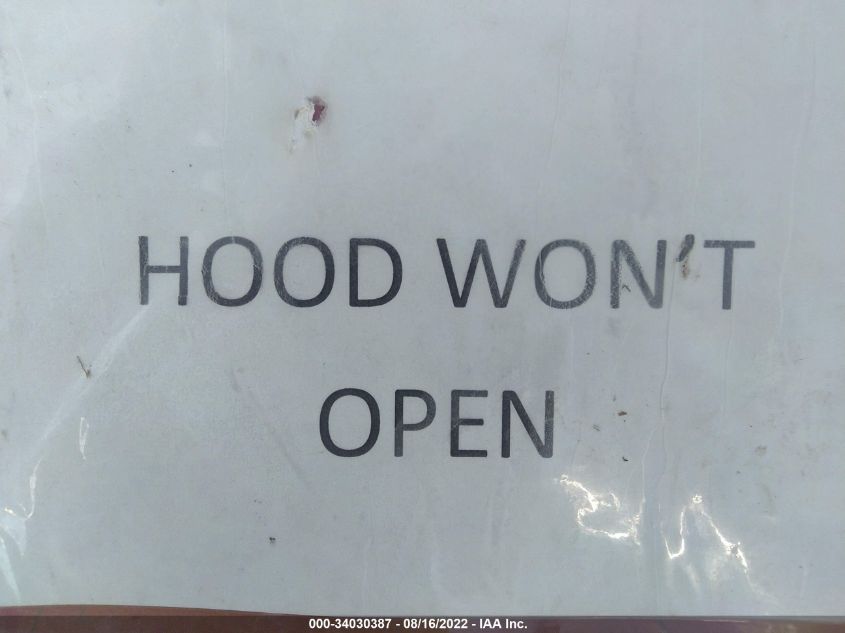 HOOD WON'T
OPEN
000-34030387 - 08/16/2022 - IAA Inc.